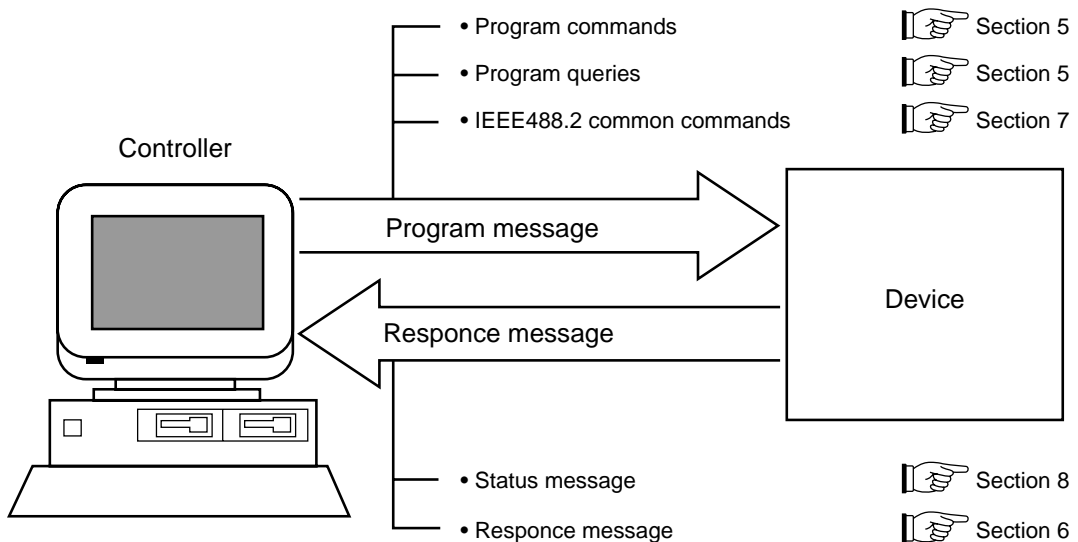 • Program commands Section 5
• Program queries Section 5
• IEEE488.2 common commands Section 7
Controller
Program message
Device
Responce message
• Status message Section 8
• Responce message Section 6